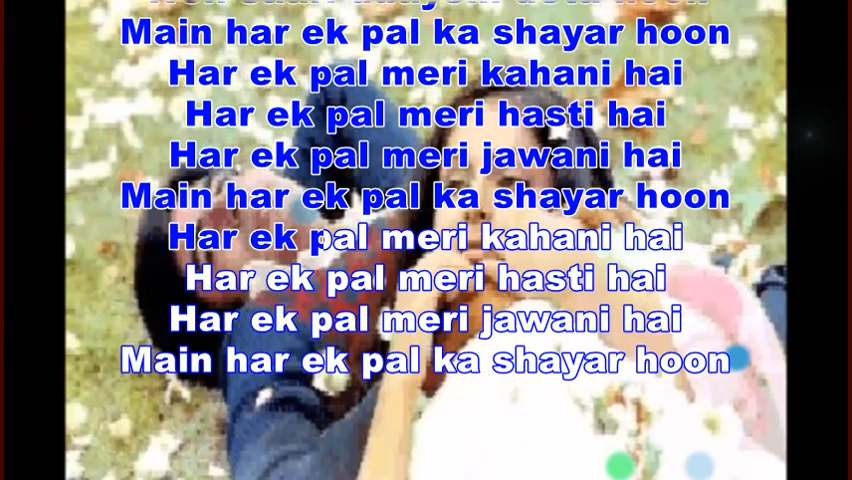 Main har ek pal ka shayar hoon
Har ek pal meri kahani hai
Har ek pal meri hasti hai
Har ek pal meri jawani hai
Main har ek pal ka shayar hoon
Har ek pal meri kahani hai
Har ek pal meri hasti hai
Har ek pal meri jawani hai
Main har ek pal ka shayar hoon